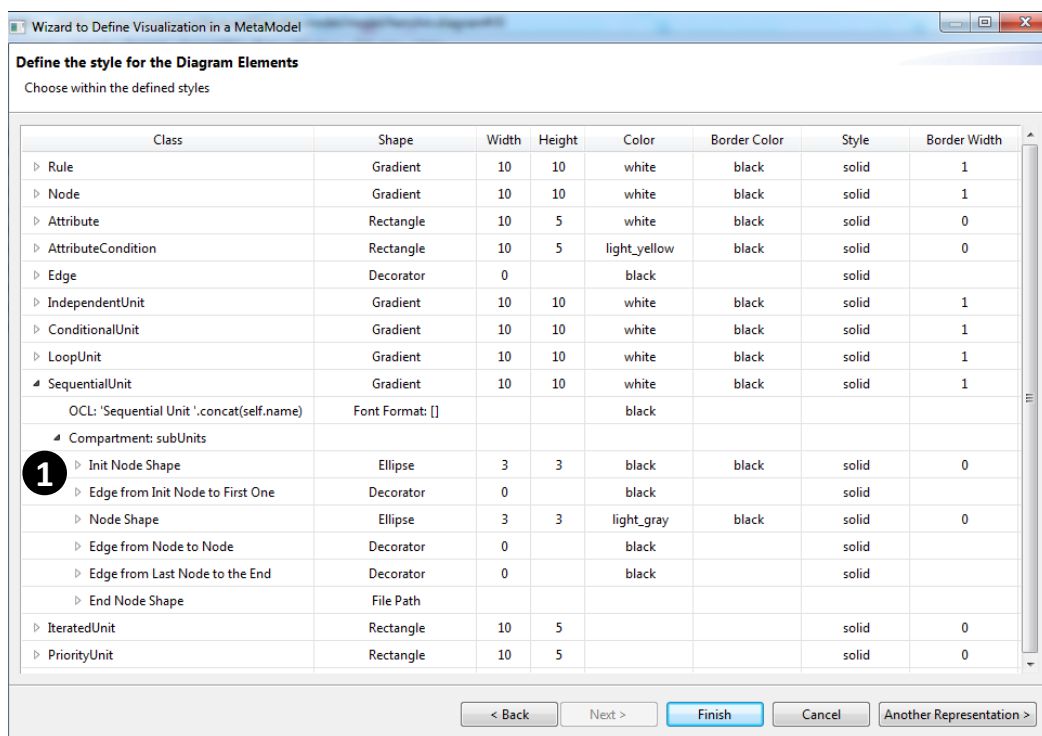 Wizard to Define Visualization in a MetaModel
Define the style for the Diagram Elements
Choose within the defined styles
Class Shape Width Height Color Border Color Style Border Width
Rule Gradient 10 10 white black solid 1
Node Gradient 10 10 white black solid 1
Attribute Rectangle 10 5 white black solid 0
AttributeCondition Rectangle 10 5 light_yellow black solid 0
Edge Decorator 0 black solid
IndependentUnit Gradient 10 10 white black solid 1
ConditionalUnit Gradient 10 10 white black solid 1
LoopUnit Gradient 10 10 white black solid 1
SequentialUnit Gradient 10 10 white black solid 1
OCL: 'Sequential Unit '.concat(self.name) Font Format: [] black
Compartment: subUnits
1 Init Node Shape Ellipse 3 3 black black solid 0
Edge from Init Node to First One Decorator 0 black solid
Node Shape Ellipse 3 3 light_gray black solid 0
Edge from Node to Node Decorator 0 black solid
Edge from Last Node to the End Decorator 0 black solid
End Node Shape File Path
IteratedUnit Rectangle 10 5 solid 0
PriorityUnit Rectangle 10 5 solid 0
< Back Next > Finish Cancel Another Representation >